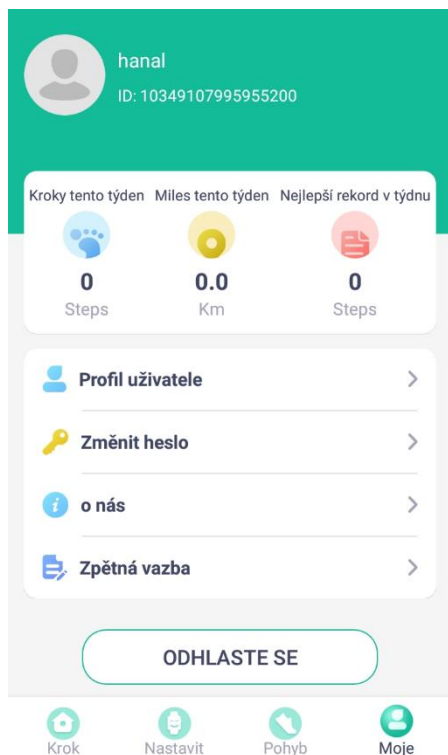 hanal
ID: 10349107995955200
Kroky tento týden Miles tento týden Nejlepší rekord v týdnu
0 0.0 0
Steps Km Steps
Profil uživatele
Změnit heslo
o nás
Zpětná vazba
ODHLASTE SE
Krok Nastavit Pohyb Moje